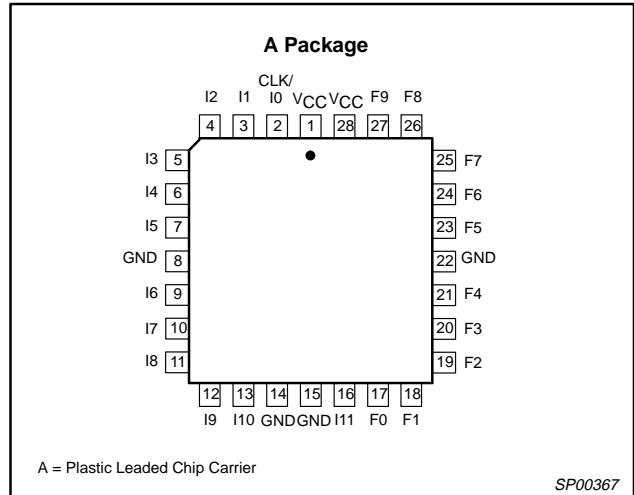 A Package
CLK/
I2 I1 I0 VCC VCC F9 F8
4 3 2 1 28 27 26
I3 5 25 F7
I4 6 24 F6
I5 7 23 F5
GND 8 22 GND
I6 9 21 F4
I7 10 20 F3
I8 11 19 F2
12 13 14 15 16 17 18
I9 I10 GND GND I11 F0 F1
A = Plastic Leaded Chip Carrier
SP00367